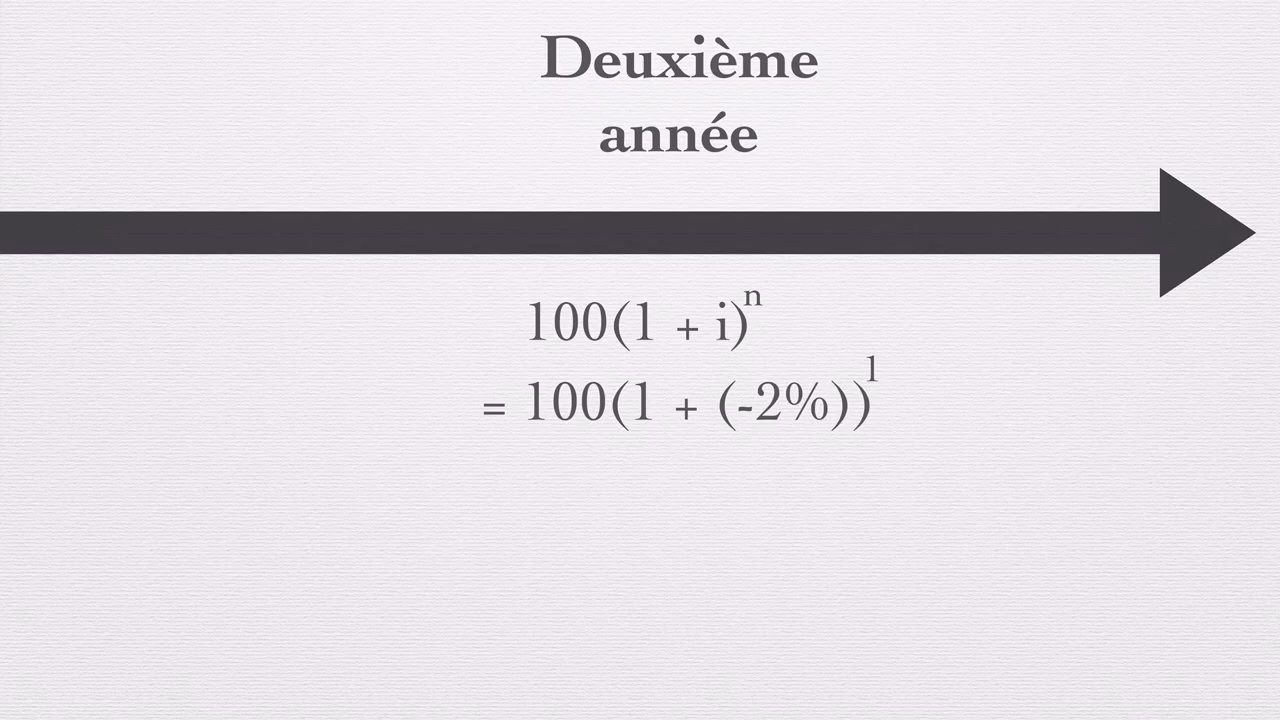 Deuxième
année
100(1 + i)^n
= 100(1 + (-2%))^1